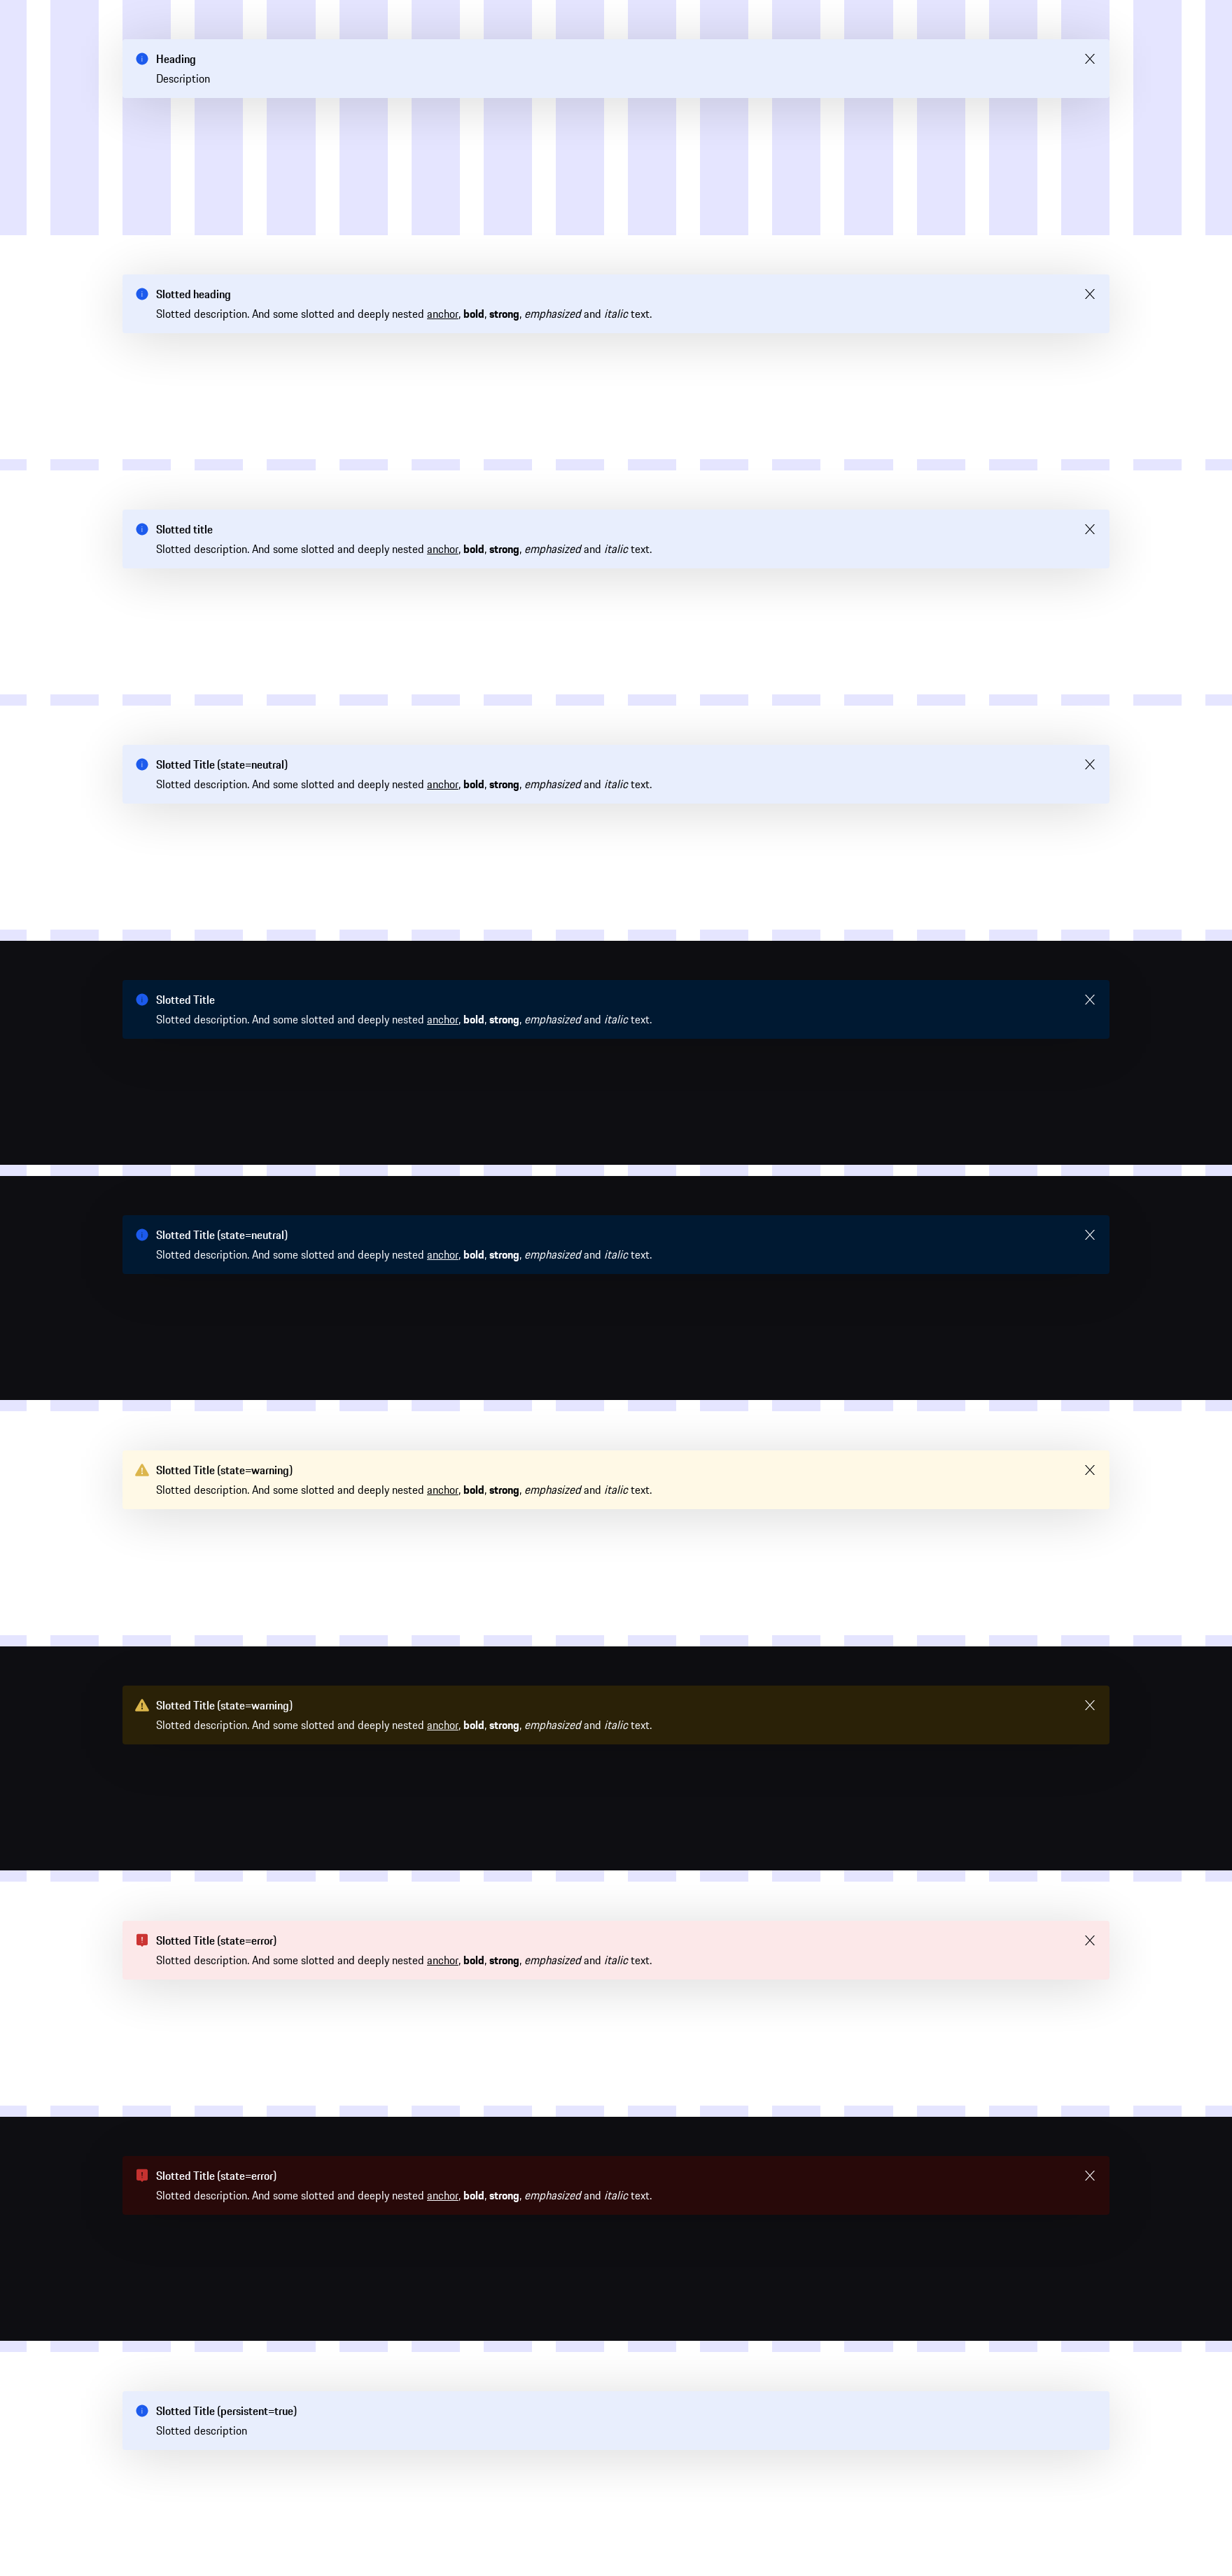 Heading
Description
Slotted heading
Slotted description. And some slotted and deeply nested anchor, bold, strong, emphasized and italic text.
Slotted title
Slotted description. And some slotted and deeply nested anchor, bold, strong, emphasized and italic text.
Slotted Title (state=neutral)
Slotted description. And some slotted and deeply nested anchor, bold, strong, emphasized and italic text.
Slotted Title
Slotted description. And some slotted and deeply nested anchor, bold, strong, emphasized and italic text.
Slotted Title (state=neutral)
Slotted description. And some slotted and deeply nested anchor, bold, strong, emphasized and italic text.
Slotted Title (state=warning)
Slotted description. And some slotted and deeply nested anchor, bold, strong, emphasized and italic text.
Slotted Title (state=warning)
Slotted description. And some slotted and deeply nested anchor, bold, strong, emphasized and italic text.
Slotted Title (state=error)
Slotted description. And some slotted and deeply nested anchor, bold, strong, emphasized and italic text.
Slotted Title (state=error)
Slotted description. And some slotted and deeply nested anchor, bold, strong, emphasized and italic text.
Slotted Title (persistent=true)
Slotted description